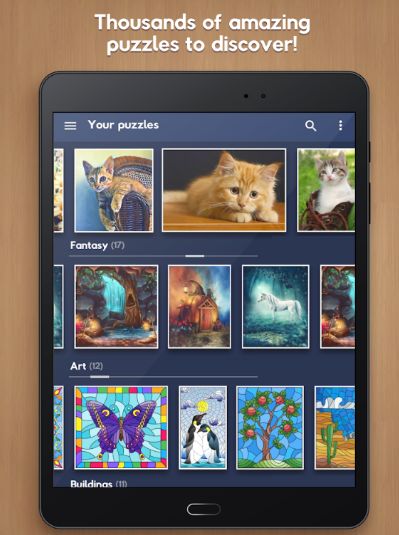 Thousands of amazing
puzzles to discover!
Your puzzles
Fantasy (17)
Art (12)
Buildings (11)